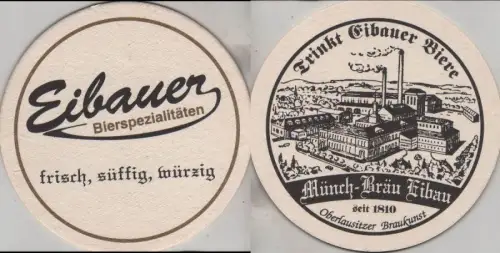 Eibauer
Bierspezialitäten
frisch, süffig, würzig
Trinkt Eibauer Biere
Münch-Bräu Eibau
seit 1810
Oberlausitzer Braukunst